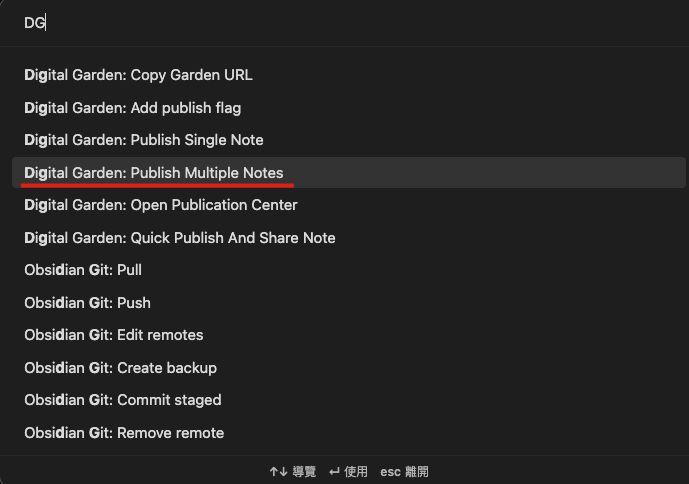 DG
Digital Garden: Copy Garden URL
Digital Garden: Add publish flag
Digital Garden: Publish Single Note
Digital Garden: Publish Multiple Notes
Digital Garden: Open Publication Center
Digital Garden: Quick Publish And Share Note
Obsidian Git: Pull
Obsidian Git: Push
Obsidian Git: Edit remotes
Obsidian Git: Create backup
Obsidian Git: Commit staged
Obsidian Git: Remove remote
↑↓ 導覽 ↵ 使用 esc 離開